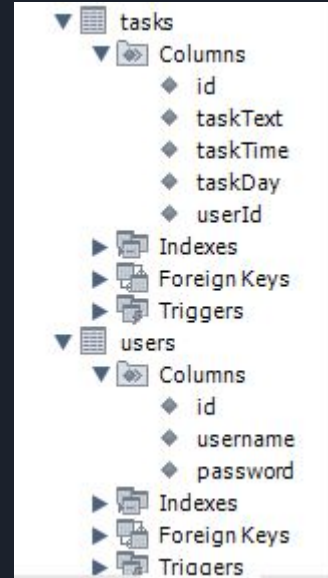 tasks
Columns
id
taskText
taskTime
taskDay
userId
Indexes
Foreign Keys
Triggers
users
Columns
id
username
password
Indexes
Foreign Keys
Triggers